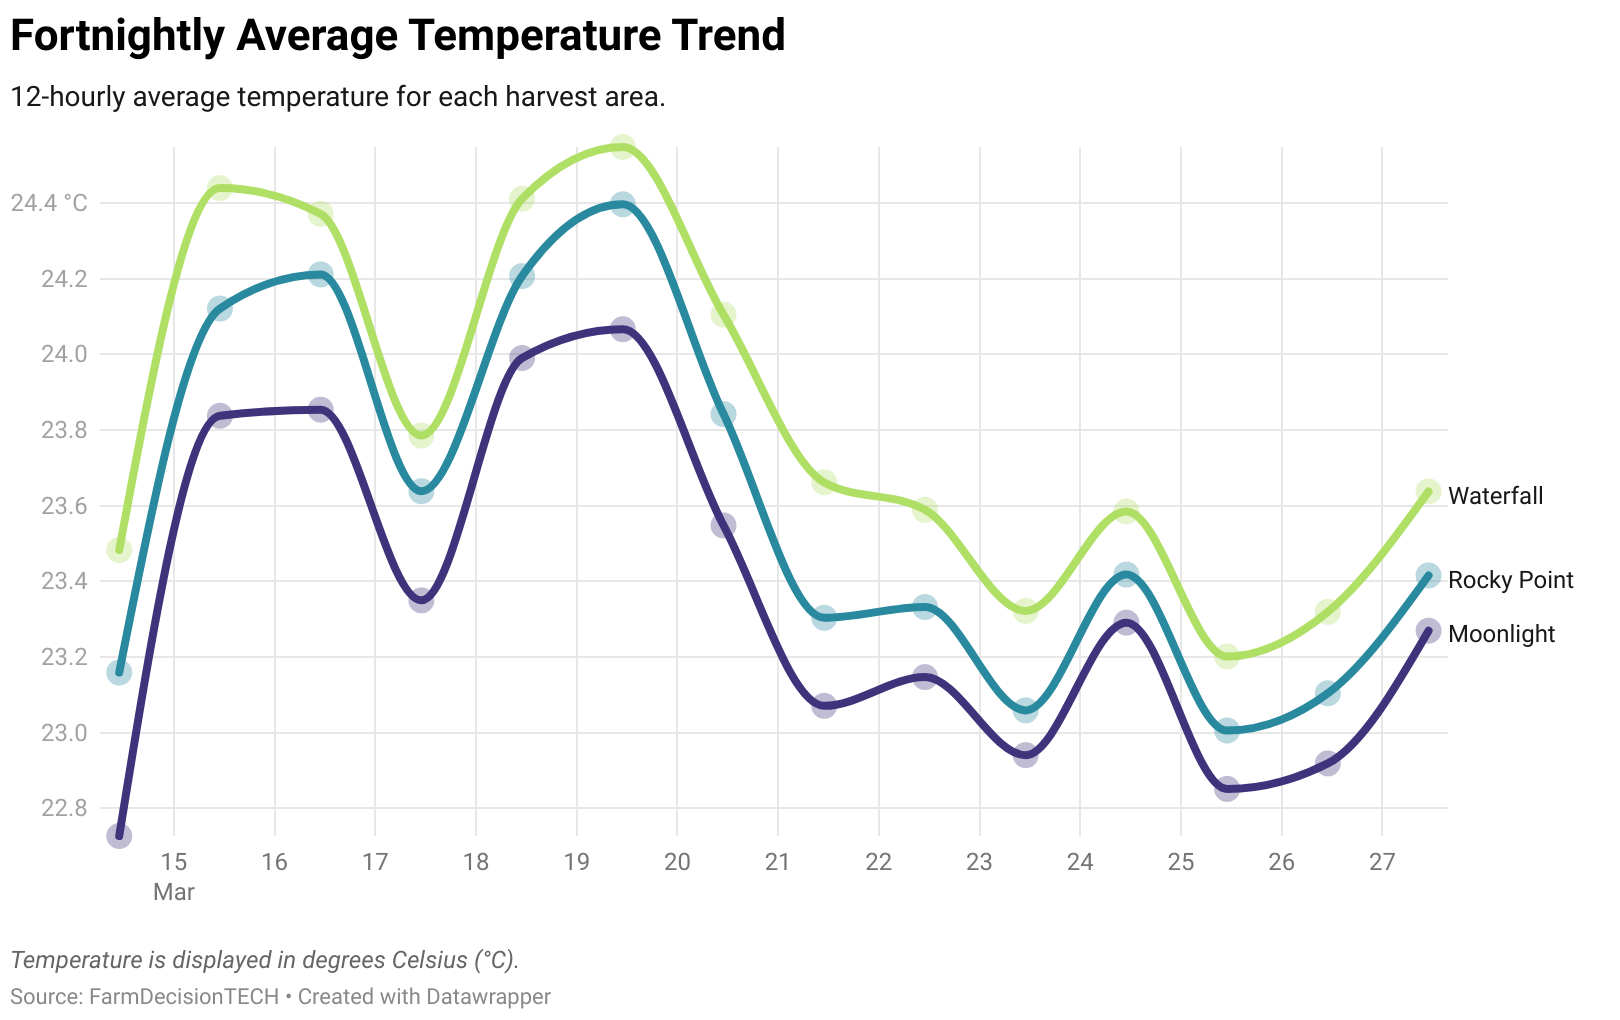 Fortnightly Average Temperature Trend
12-hourly average temperature for each harvest area.
24.4 °C
24.2
24.0
23.8
23.6
23.4
23.2
23.0
22.8
Waterfall
Rocky Point
Moonlight
15 16 17 18 19 20 21 22 23 24 25 26 27
Mar
Temperature is displayed in degrees Celsius (°C).
Source: FarmDecisionTECH • Created with Datawrapper